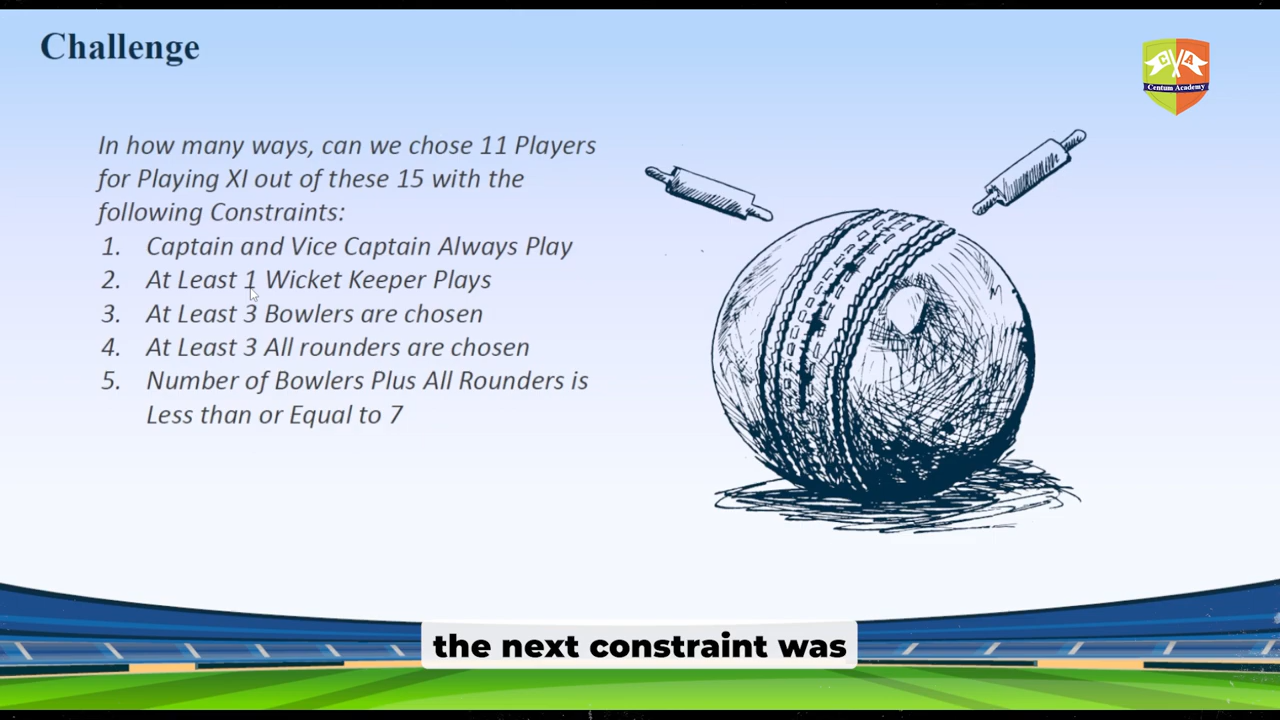 Challenge
C A
Centum Academy
In how many ways, can we chose 11 Players
for Playing XI out of these 15 with the
following Constraints:
1. Captain and Vice Captain Always Play
2. At Least 1 Wicket Keeper Plays
3. At Least 3 Bowlers are chosen
4. At Least 3 All rounders are chosen
5. Number of Bowlers Plus All Rounders is
Less than or Equal to 7
the next constraint was